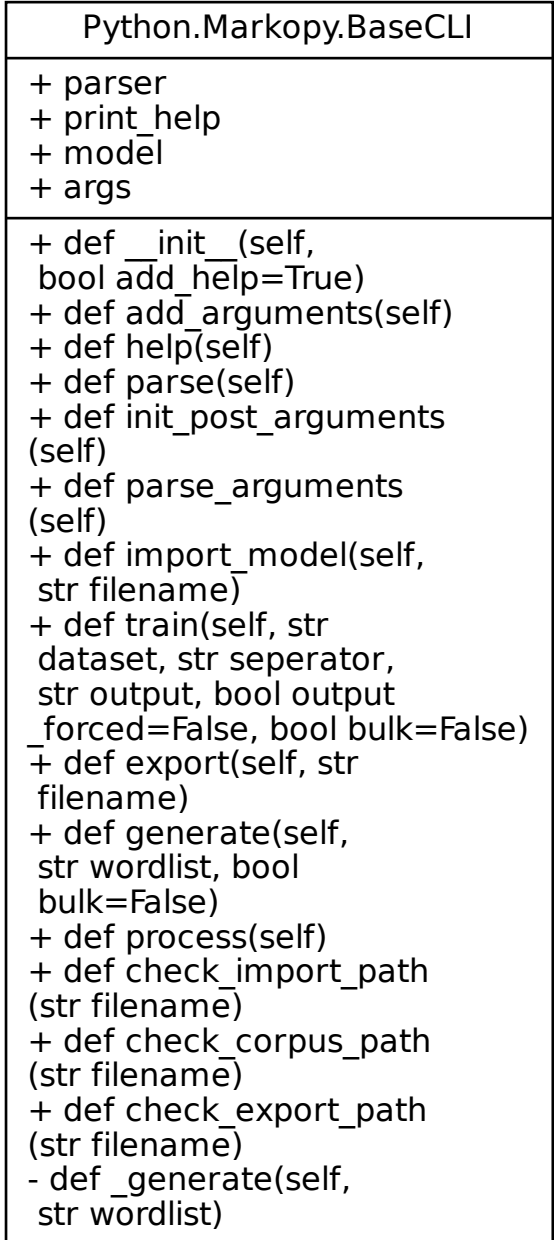 Python.Markopy.BaseCLI
+ parser
+ print_help
+ model
+ args
+ def __init__(self,
bool add_help=True)
+ def add_arguments(self)
+ def help(self)
+ def parse(self)
+ def init_post_arguments
(self)
+ def parse_arguments
(self)
+ def import_model(self,
str filename)
+ def train(self, str
dataset, str seperator,
str output, bool output
_forced=False, bool bulk=False)
+ def export(self, str
filename)
+ def generate(self,
str wordlist, bool
bulk=False)
+ def process(self)
+ def check_import_path
(str filename)
+ def check_corpus_path
(str filename)
+ def check_export_path
(str filename)
- def _generate(self,
str wordlist)